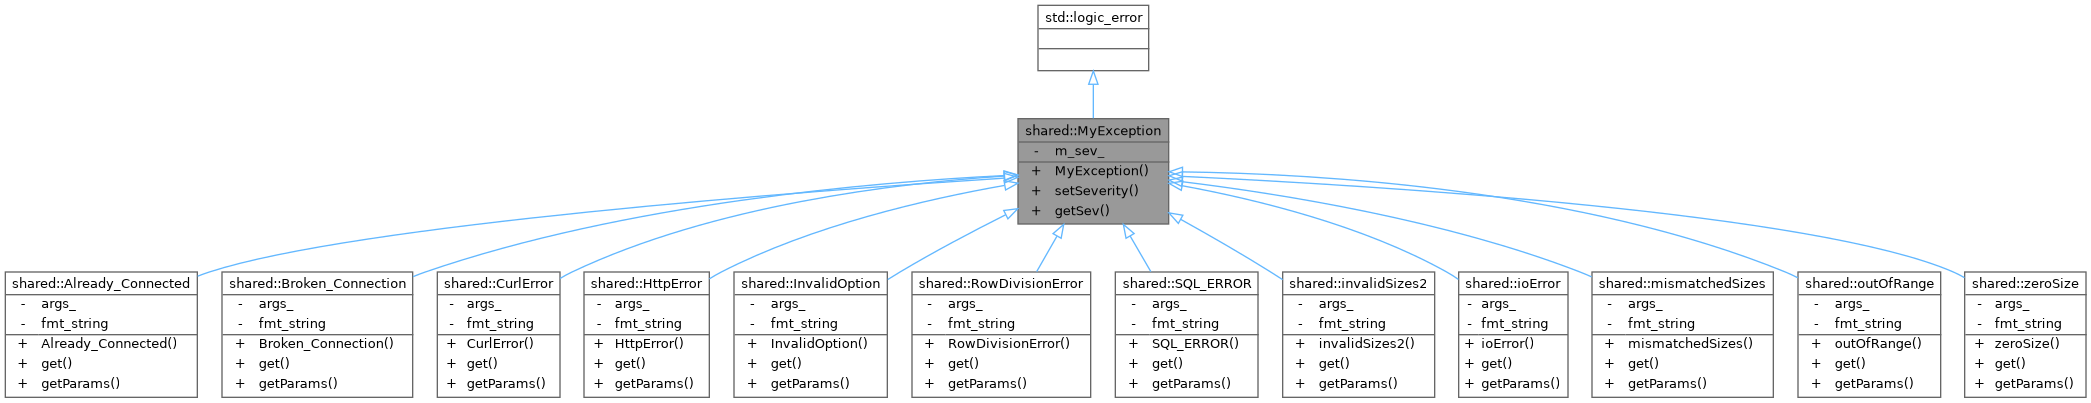 std::logic_error
shared::MyException
- m_sev_
+ MyException()
+ setSeverity()
+ getSev()
shared::Already_Connected
- args_
- fmt_string
+ Already_Connected()
+ get()
+ getParams()
shared::Broken_Connection
- args_
- fmt_string
+ Broken_Connection()
+ get()
+ getParams()
shared::CurlError
- args_
- fmt_string
+ CurlError()
+ get()
+ getParams()
shared::HttpError
- args_
- fmt_string
+ HttpError()
+ get()
+ getParams()
shared::InvalidOption
- args_
- fmt_string
+ InvalidOption()
+ get()
+ getParams()
shared::RowDivisionError
- args_
- fmt_string
+ RowDivisionError()
+ get()
+ getParams()
shared::SQL_ERROR
- args_
- fmt_string
+ SQL_ERROR()
+ get()
+ getParams()
shared::invalidSizes2
- args_
- fmt_string
+ invalidSizes2()
+ get()
+ getParams()
shared::ioError
- args_
- fmt_string
+ ioError()
+ get()
+ getParams()
shared::mismatchedSizes
- args_
- fmt_string
+ mismatchedSizes()
+ get()
+ getParams()
shared::outOfRange
- args_
- fmt_string
+ outOfRange()
+ get()
+ getParams()
shared::zeroSize
- args_
- fmt_string
+ zeroSize()
+ get()
+ getParams()